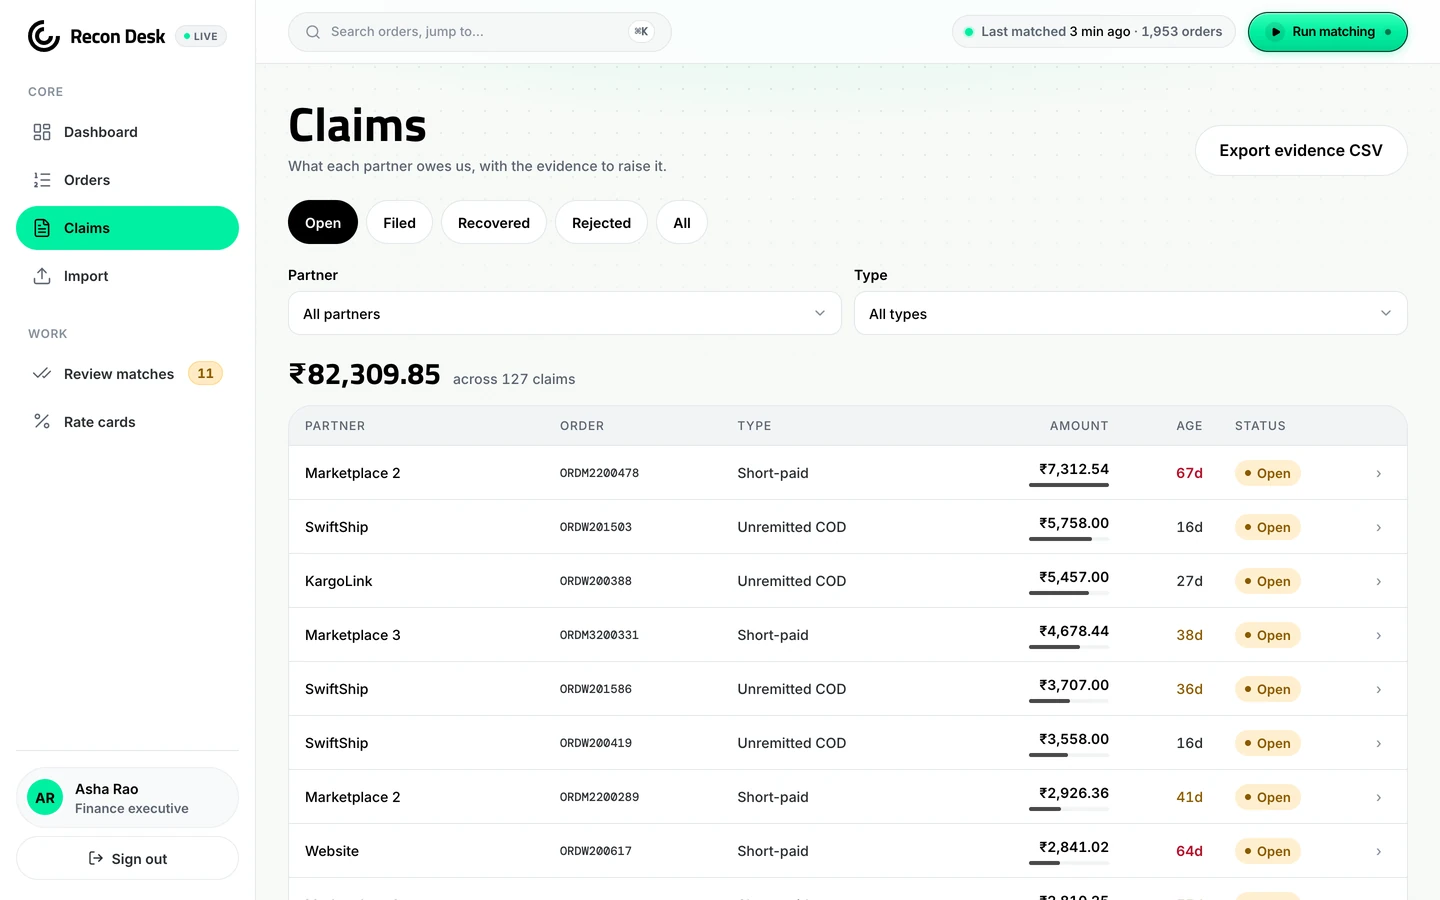 Recon Desk LIVE
Search orders, jump to... ⌘K
Last matched 3 min ago · 1,953 orders
Run matching
CORE
Dashboard
Orders
Claims
Import
WORK
Review matches 11
Rate cards
Asha Rao
AR
Finance executive
Sign out
Claims
What each partner owes us, with the evidence to raise it.
Export evidence CSV
Open Filed Recovered Rejected All
Partner Type
All partners All types
₹82,309.85 across 127 claims
PARTNER ORDER TYPE AMOUNT AGE STATUS
Marketplace 2 ORDM2200478 Short-paid ₹7,312.54 67d Open
SwiftShip ORDW201503 Unremitted COD ₹5,758.00 16d Open
KargoLink ORDW200388 Unremitted COD ₹5,457.00 27d Open
Marketplace 3 ORDM3200331 Short-paid ₹4,678.44 38d Open
SwiftShip ORDW201586 Unremitted COD ₹3,707.00 36d Open
SwiftShip ORDW200419 Unremitted COD ₹3,558.00 16d Open
Marketplace 2 ORDM2200289 Short-paid ₹2,926.36 41d Open
Website ORDW200617 Short-paid ₹2,841.02 64d Open